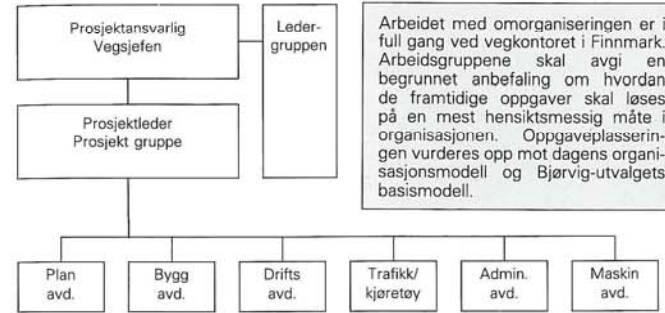 Prosjektansvarlig
Vegsjefen
Leder-
gruppen
Arbeidet med omorganiseringen er i
full gang ved vegkontoret i Finnmark.
Arbeidsgruppene skal avgi en
begrunnet anbefaling om hvordan
de framtidige oppgaver skal løses
på en mest hensiktsmessig måte i
organisasjonen. Oppgaveplasserin-
gen vurderes opp mot dagens organi-
sasjonsmodell og Bjørvig-utvalgets
basismodell.
Prosjektleder
Prosjekt gruppe
Plan
avd.
Bygg
avd.
Drifts
avd.
Trafikk/
kjøretøy
Admin.
avd.
Maskin
avd.